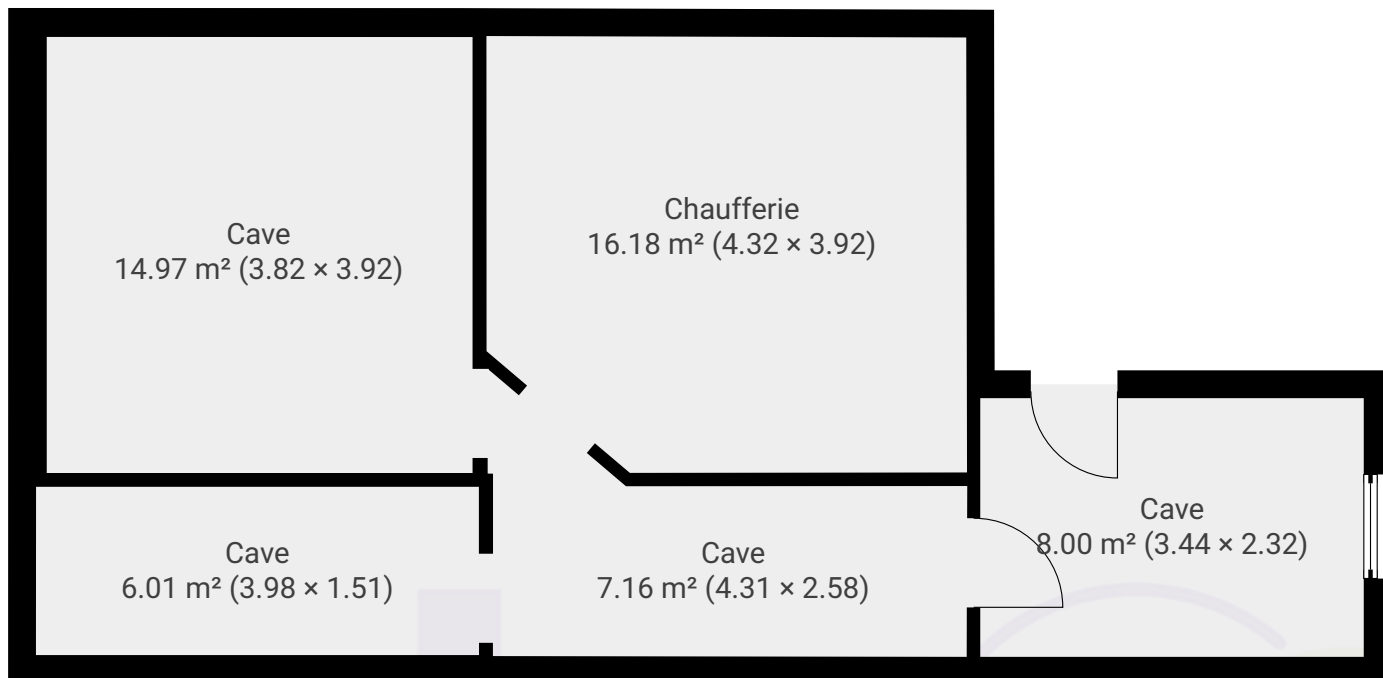 Cave
14.97 m² (3.82 × 3.92)
Chaufferie
16.18 m² (4.32 × 3.92)
Cave
6.01 m² (3.98 × 1.51)
Cave
7.16 m² (4.31 × 2.58)
Cave
8.00 m² (3.44 × 2.32)